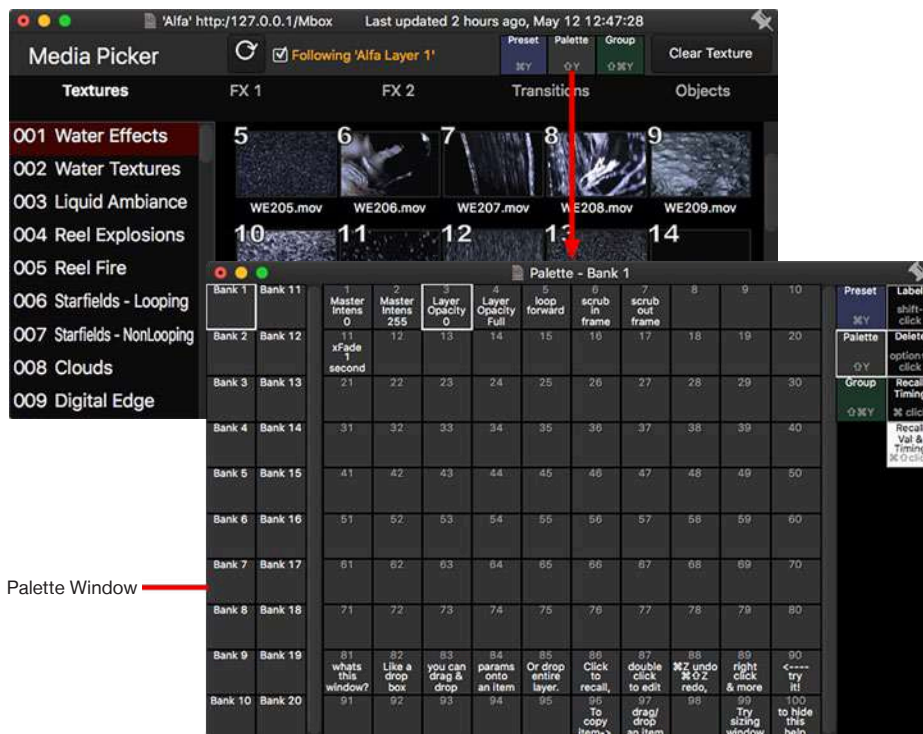 'Alfa' http:/127.0.0.1/Mbox Last updated 2 hours ago, May 12 12:47:28
Media Picker
Following 'Alfa Layer 1'
Preset ⌘Y
Palette ⇧Y
Group ⇧⌘Y
Clear Texture
Textures FX 1 FX 2 Transitions Objects
001 Water Effects
002 Water Textures
003 Liquid Ambiance
004 Reel Explosions
005 Reel Fire
006 Starfields - Looping
007 Starfields - NonLooping
008 Clouds
009 Digital Edge
5 6 7 8 9
WE205.mov WE206.mov WE207.mov WE208.mov WE209.mov
10 11 12 13 14
Palette - Bank 1
Bank 1 Bank 11
1 Master Intens 0
2 Master Intens 255
3 Layer Opacity 0
4 Layer Opacity Full
5 loop forward
6 scrub in frame
7 scrub out frame
8 9 10
Preset ⌘Y
Label shift-click
Bank 2 Bank 12
11 xFade 1 second
12 13 14 15 16 17 18 19 20
Palette ⇧Y
Delete option-click
Bank 3 Bank 13
21 22 23 24 25 26 27 28 29 30
Group ⇧⌘Y
Recall Timing ⌘ clic
Bank 4 Bank 14
31 32 33 34 35 36 37 38 39 40
Recall Val & Timing ⌘⇧clic
Bank 5 Bank 15
41 42 43 44 45 46 47 48 49 50
Bank 6 Bank 16
51 52 53 54 55 56 57 58 59 60
Palette Window
Bank 7 Bank 17
61 62 63 64 65 66 67 68 69 70
Bank 8 Bank 18
71 72 73 74 75 76 77 78 79 80
Bank 9 Bank 19
81 whats this window?
82 Like a drop box
83 you can drag & drop
84 params onto an item
85 Or drop entire layer.
86 Click to recall,
87 double click to edit
88 ⌘Z undo ⌘⇧Z redo,
89 right click & more
90 <---- try it!
Bank 10 Bank 20
91 92 93 94 95
96 To copy item->
97 drag/ drop an item
98
99 Try sizing window
100 to hide this help